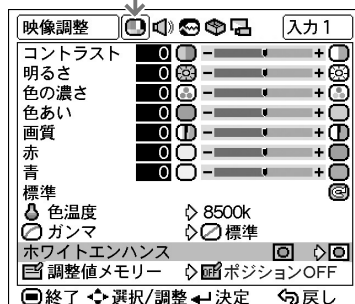 映像調整 入力1
コントラスト 0 - +
明るさ 0 - +
色の濃さ 0 - +
色あい 0 - +
画質 0 - +
赤 0 - +
青 0 - +
標準
色温度 8500k
ガンマ 標準
ホワイトエンハンス
調整値メモリー OFF ポジションOFF
終了 選択/調整 決定 戻し